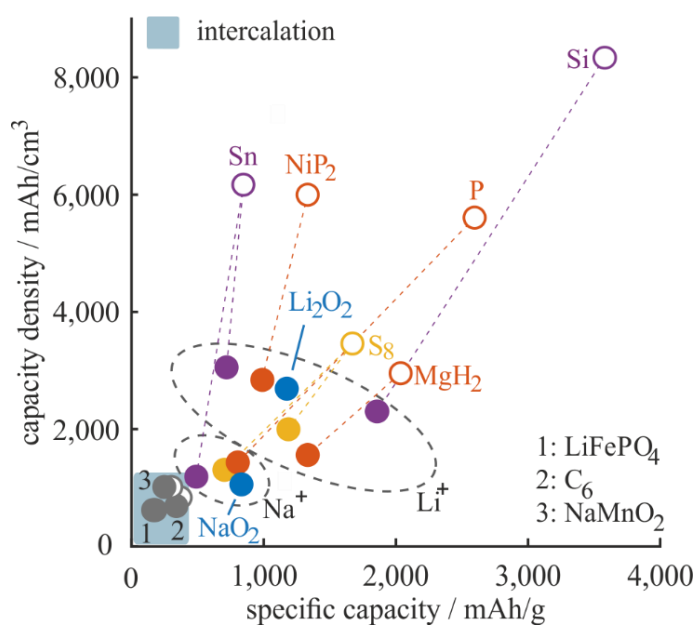 intercalation
8,000
6,000
4,000
2,000
0
capacity density / mAh/cm³
Si
Sn
NiP₂
P
Li₂O₂
S₈
MgH₂
3
1
2
Na⁺
NaO₂
Li⁺
1: LiFePO₄
2: C₆
3: NaMnO₂
0
1,000
2,000
3,000
4,000
specific capacity / mAh/g